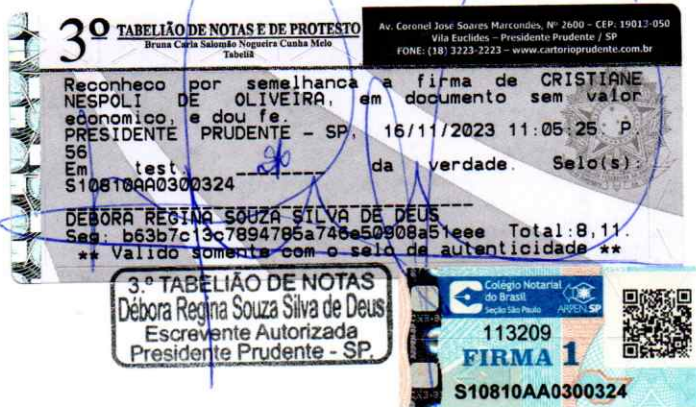 3º TABELIÃO DE NOTAS E DE PROTESTO
Bruna Carla Salomão Nogueira Cunha Melo
Tabeliã
Av. Coronel José Soares Marcondes, Nº 2600 – CEP: 19013-050
Vila Euclides – Presidente Prudente / SP
FONE: (18) 3223-2223 – www.cartorioprudente.com.br
Reconheco por semelhanca a firma de CRISTIANE
NESPOLI DE OLIVEIRA, em documento sem valor
economico, e dou fe.
PRESIDENTE PRUDENTE - SP, 16/11/2023 11:05:25. P.
56
Em test. ________ da verdade. Selo(s):
S10810AA0300324
DEBORA REGINA SOUZA SILVA DE DEUS
Seg: b63b7c13c7894785a746e50908a51eee Total:8,11.
** Valido somente com o selo de autenticidade **
3.º TABELIÃO DE NOTAS
Débora Regina Souza Silva de Deus
Escrevente Autorizada
Presidente Prudente - SP.
Colégio Notarial
do Brasil
Seção São Paulo
ARPEN SP
113209
FIRMA 1
S10810AA0300324